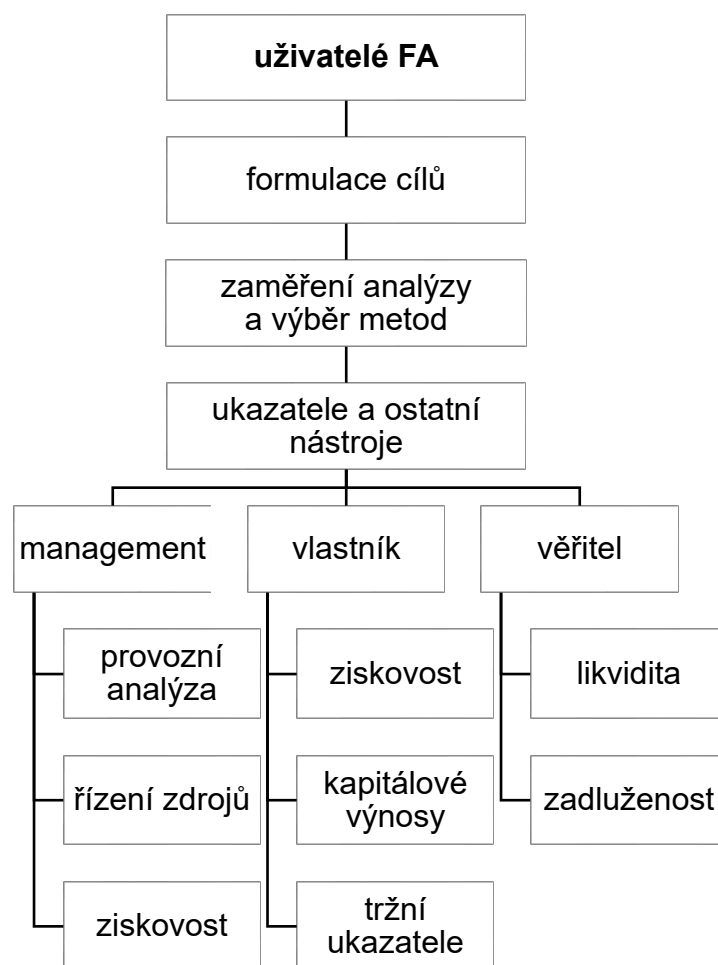 uživatelé FA
formulace cílů
zaměření analýzy
a výběr metod
ukazatele a ostatní
nástroje
management
vlastník
věřitel
provozní
analýza
ziskovost
likvidita
řízení zdrojů
kapitálové
výnosy
zadluženost
ziskovost
tržní
ukazatele